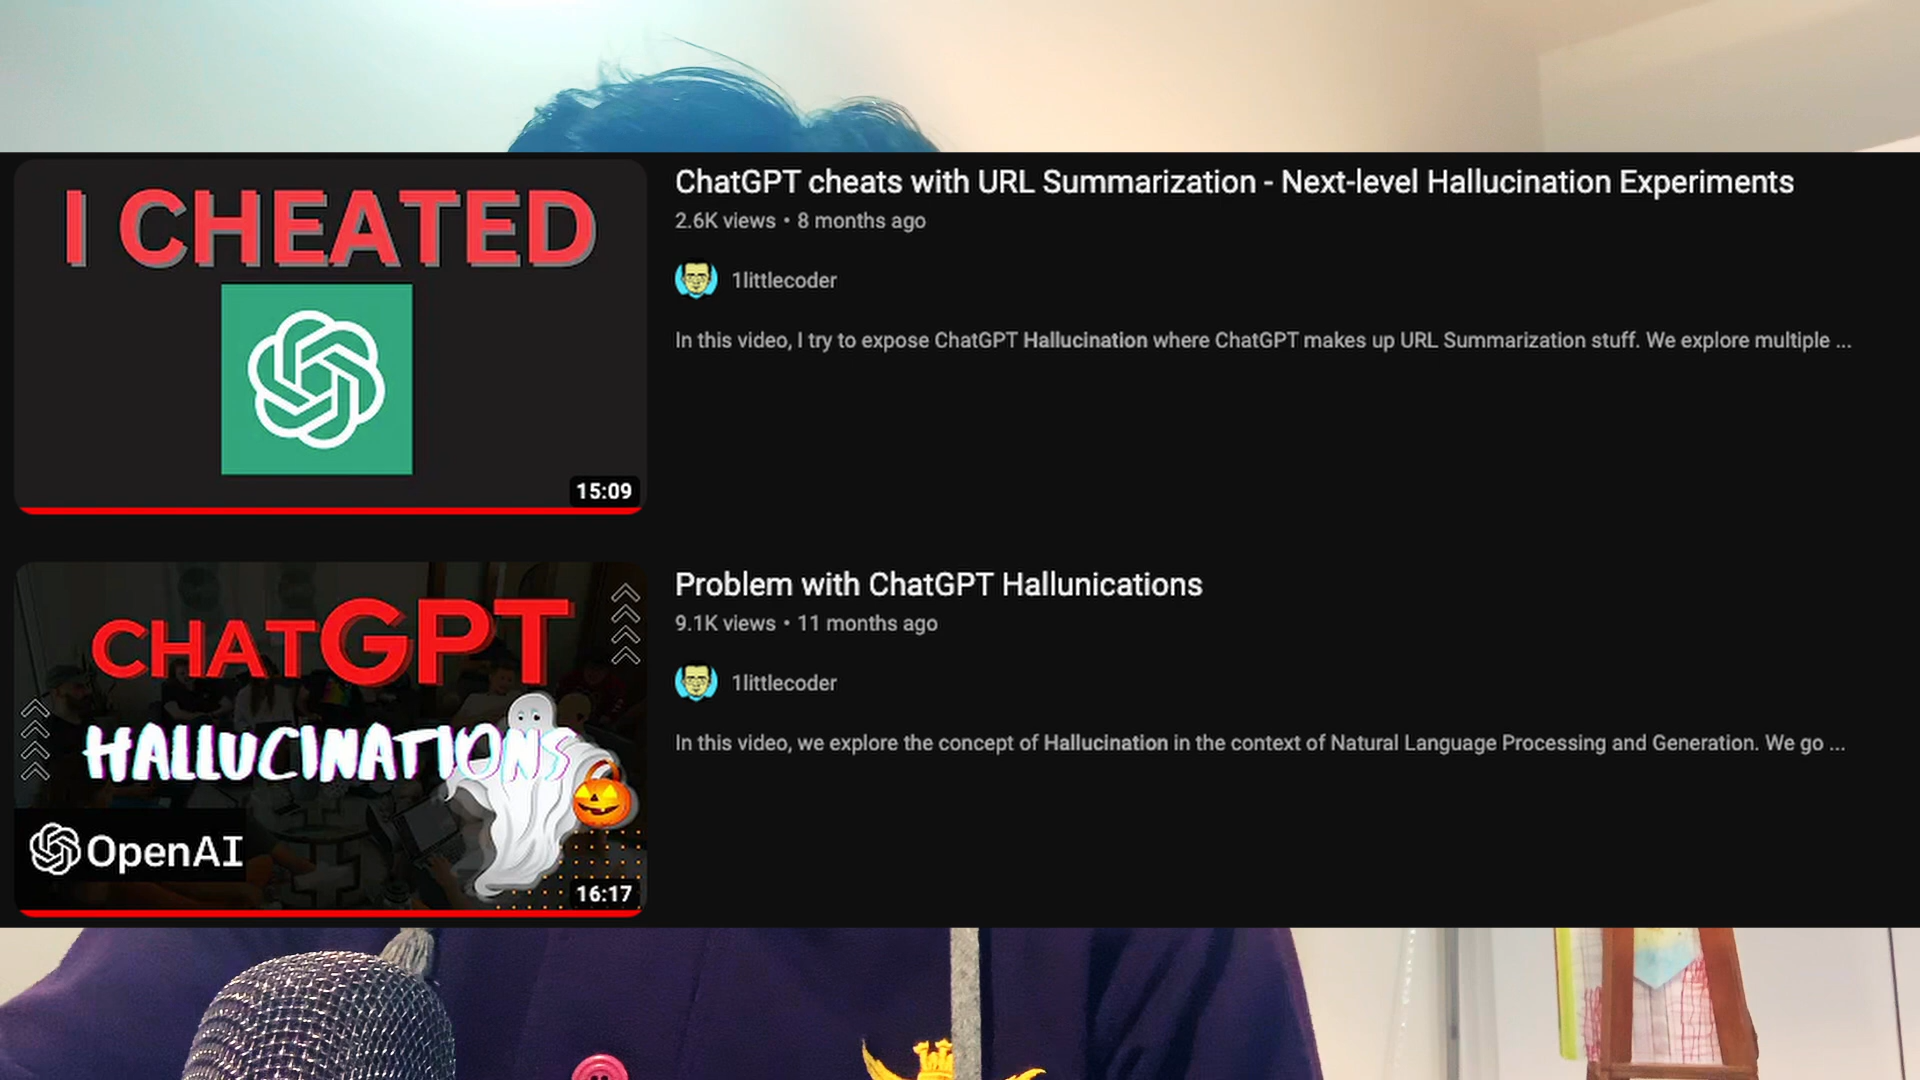 I CHEATED
15:09
ChatGPT cheats with URL Summarization - Next-level Hallucination Experiments
2.6K views • 8 months ago
1littlecoder
In this video, I try to expose ChatGPT Hallucination where ChatGPT makes up URL Summarization stuff. We explore multiple ...
CHATGPT
HALLUCINATIONS
OpenAI
16:17
Problem with ChatGPT Hallunications
9.1K views • 11 months ago
1littlecoder
In this video, we explore the concept of Hallucination in the context of Natural Language Processing and Generation. We go ...